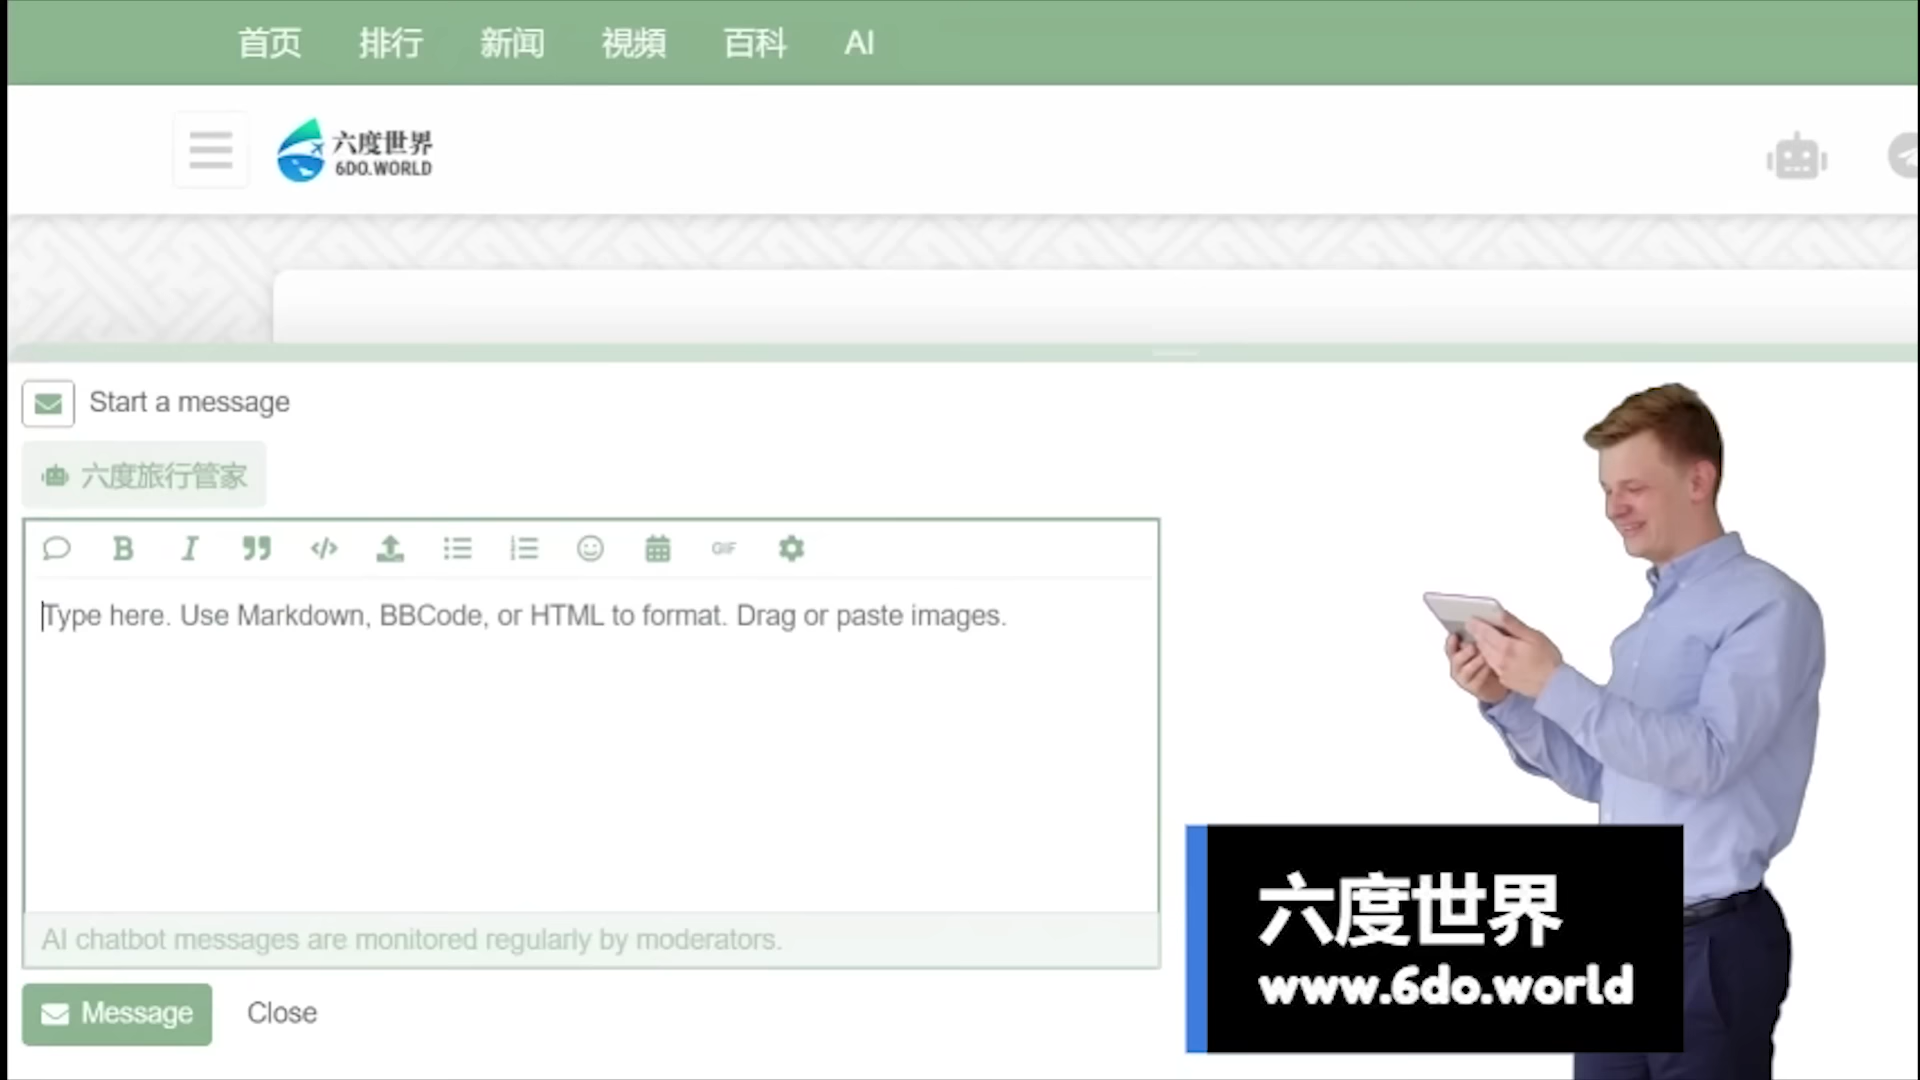 首页 排行 新闻 視頻 百科 AI
六度世界
6DO.WORLD
Start a message
六度旅行管家
B I GIF
Type here. Use Markdown, BBCode, or HTML to format. Drag or paste images.
AI chatbot messages are monitored regularly by moderators.
Message Close
六度世界
www.6do.world